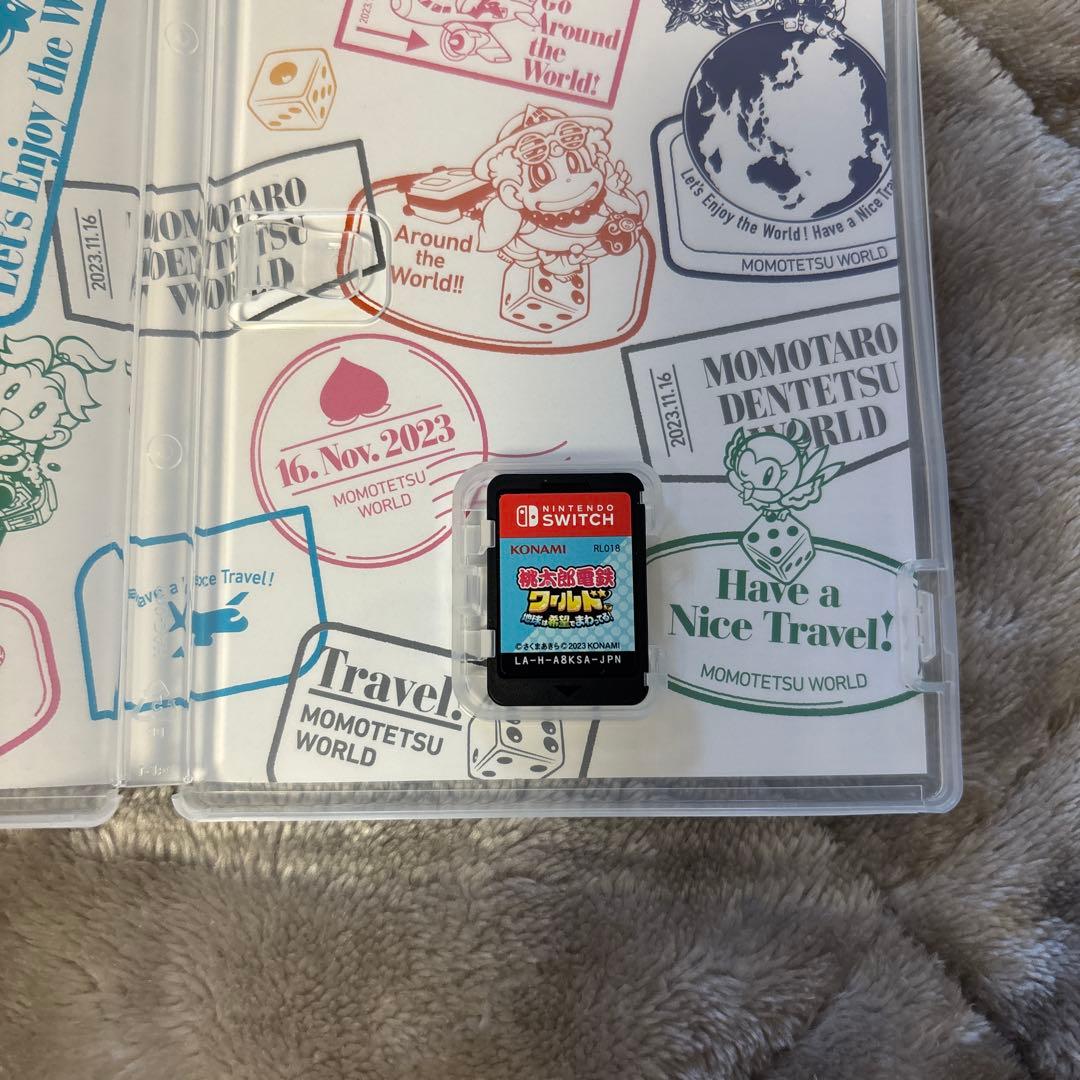 Let's Enjoy the W
2023.11.16
MOMOTARO
DENTETSU
WORLD
Go
Around
the
World!
Around
the
World!!
Let's Enjoy the World! Have a Nice Tra
MOMOTETSU WORLD
2023.11.16
MOMOTARO
DENTETSU
WORLD
16. Nov. 2023
MOMOTETSU
WORLD
Nice Travel!
Travel!
MOMOTETSU
WORLD
NINTENDO
SWITCH
KONAMI RL018
桃太郎電鉄
ワールド
地球は希望でまわってる!
©さくまあきら ©2023 KONAMI
LA-H-A8KSA-JPN
Have a
Nice Travel!
MOMOTETSU WORLD